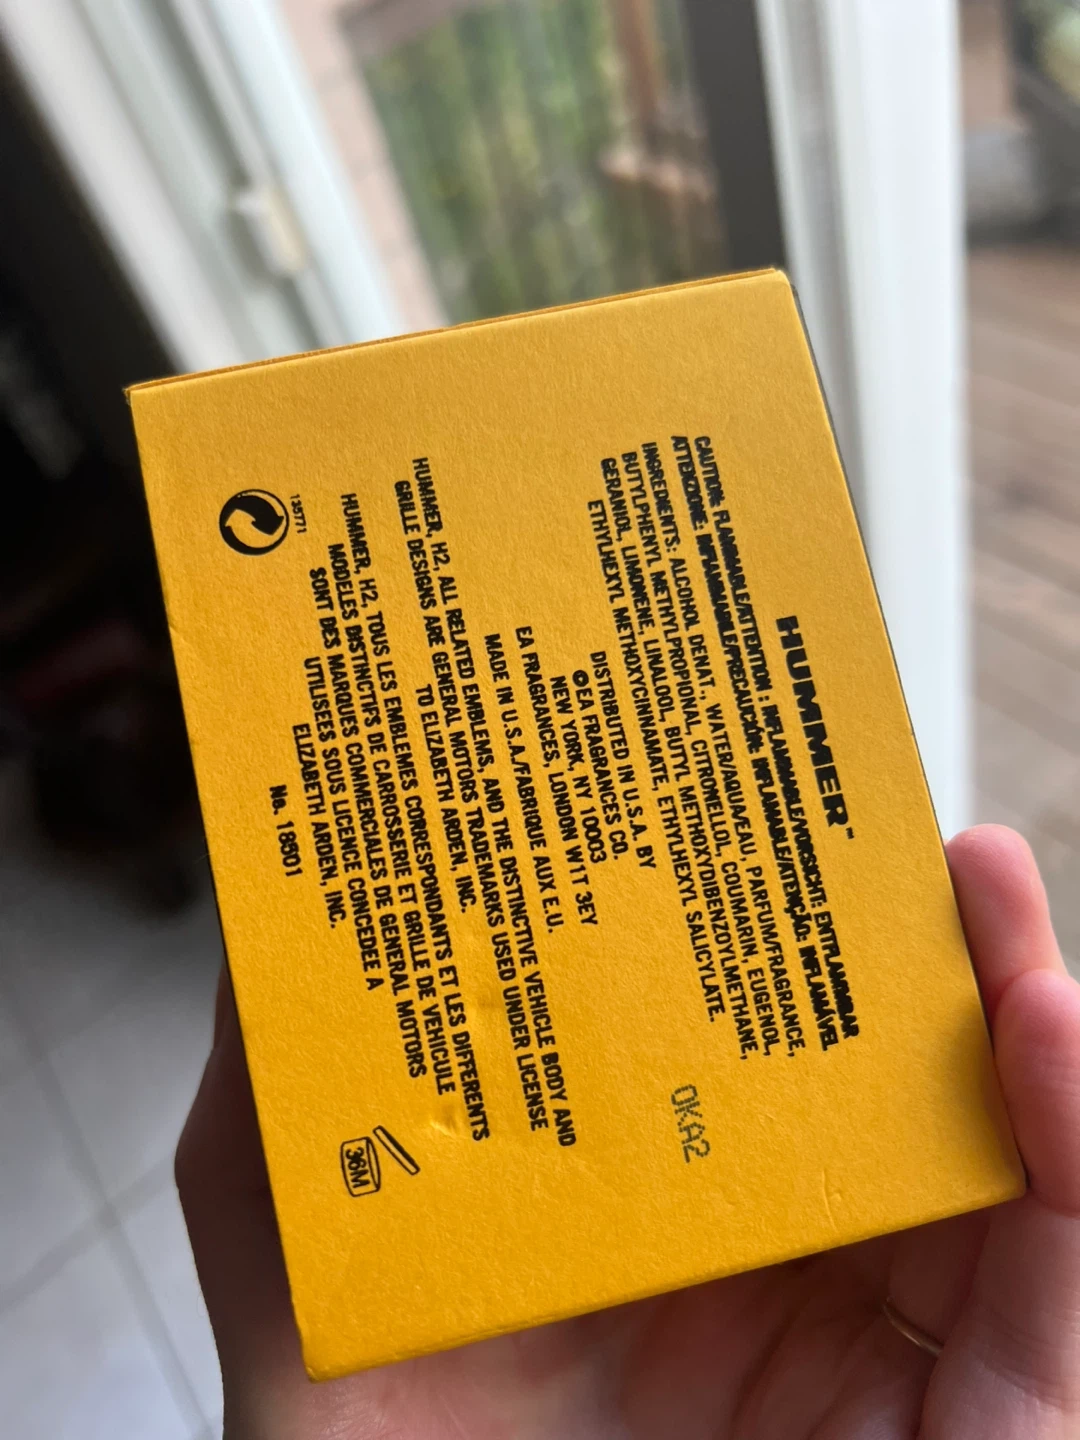 HUMMER™
CAUTION: FLAMMABLE/ATTENTION : INFLAMMABLE/VORSICHT: ENTFLAMMBAR
ATTENZIONE: INFIAMMABILE/PRECAUCIÓN: INFLAMABLE/ATENÇÃO: INFLAMÁVEL
INGREDIENTS: ALCOHOL DENAT., WATER/AQUA/EAU, PARFUM/FRAGRANCE,
BUTYLPHENYL METHYLPROPIONAL, CITRONELLOL, COUMARIN, EUGENOL,
GERANIOL, LIMONENE, LINALOOL, BUTYL METHOXYDIBENZOYLMETHANE,
ETHYLHEXYL METHOXYCINNAMATE, ETHYLHEXYL SALICYLATE.
DISTRIBUTED IN U.S.A. BY
©EA FRAGRANCES CO.
NEW YORK, NY 10003
EA FRAGRANCES, LONDON W1T 3EY
MADE IN U.S.A./FABRIQUE AUX E.U.
HUMMER, H2, ALL RELATED EMBLEMS, AND THE DISTINCTIVE VEHICLE BODY AND
GRILLE DESIGNS ARE GENERAL MOTORS TRADEMARKS USED UNDER LICENSE
TO ELIZABETH ARDEN, INC.
HUMMER, H2, TOUS LES EMBLEMES CORRESPONDANTS ET LES DIFFERENTS
MODELES DISTINCTIFS DE CARROSSERIE ET GRILLE DE VEHICULE
SONT DES MARQUES COMMERCIALES DE GENERAL MOTORS
UTILISEES SOUS LICENCE CONCEDEE A
ELIZABETH ARDEN, INC.
No. 18901
135771
36M
0KA2